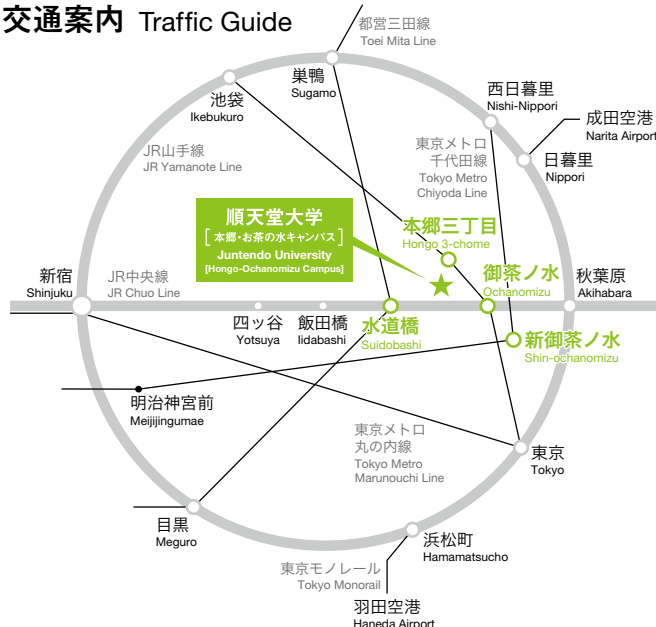 交通案内 Traffic Guide
都営三田線
Toei Mita Line
巣鴨
Sugamo
池袋
Ikebukuro
西日暮里
Nishi-Nippori
成田空港
Narita Airport
日暮里
Nippori
JR山手線
JR Yamanote Line
東京メトロ
千代田線
Tokyo Metro
Chiyoda Line
順天堂大学
[本郷・お茶の水キャンパス]
Juntendo University
[Hongo-Ochanomizu Campus]
本郷三丁目
Hongo 3-chome
御茶ノ水
Ochanomizu
新宿
Shinjuku
JR中央線
JR Chuo Line
秋葉原
Akihabara
四ッ谷
Yotsuya
飯田橋
Iidabashi
水道橋
Suidobashi
新御茶ノ水
Shin-ochanomizu
明治神宮前
Meijijingumae
東京メトロ
丸の内線
Tokyo Metro
Marunouchi Line
東京
Tokyo
目黒
Meguro
浜松町
Hamamatsucho
東京モノレール
Tokyo Monorail
羽田空港
Haneda Airport